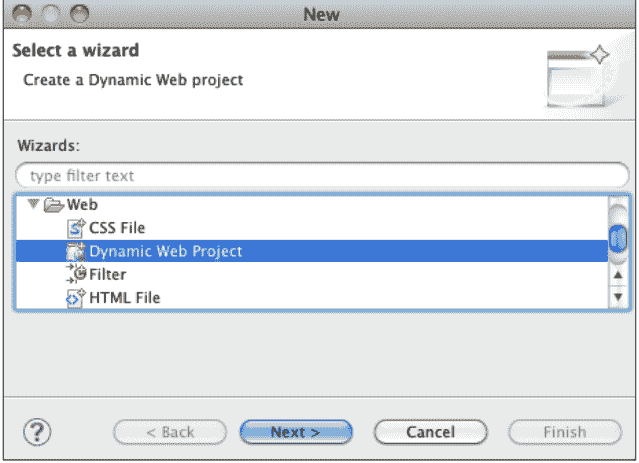 New
Select a wizard
Create a Dynamic Web project
Wizards:
type filter text
Web
CSS File
Dynamic Web Project
Filter
HTML File
? < Back Next > Cancel Finish